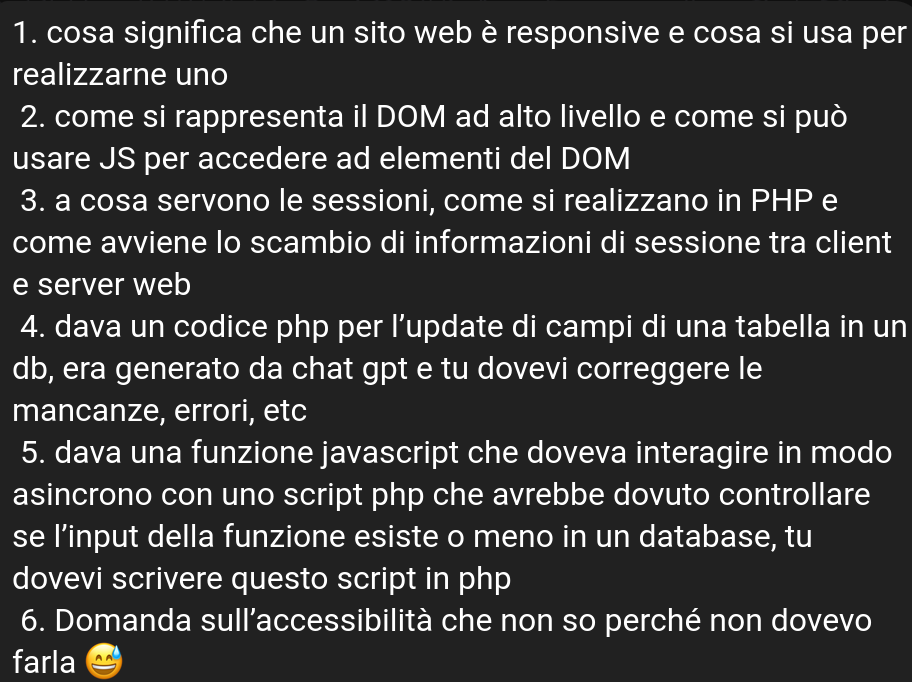 1. cosa significa che un sito web è responsive e cosa si usa per
realizzarne uno
2. come si rappresenta il DOM ad alto livello e come si può
usare JS per accedere ad elementi del DOM
3. a cosa servono le sessioni, come si realizzano in PHP e
come avviene lo scambio di informazioni di sessione tra client
e server web
4. dava un codice php per l’update di campi di una tabella in un
db, era generato da chat gpt e tu dovevi correggere le
mancanze, errori, etc
5. dava una funzione javascript che doveva interagire in modo
asincrono con uno script php che avrebbe dovuto controllare
se l’input della funzione esiste o meno in un database, tu
dovevi scrivere questo script in php
6. Domanda sull’accessibilità che non so perché non dovevo
farla 😅